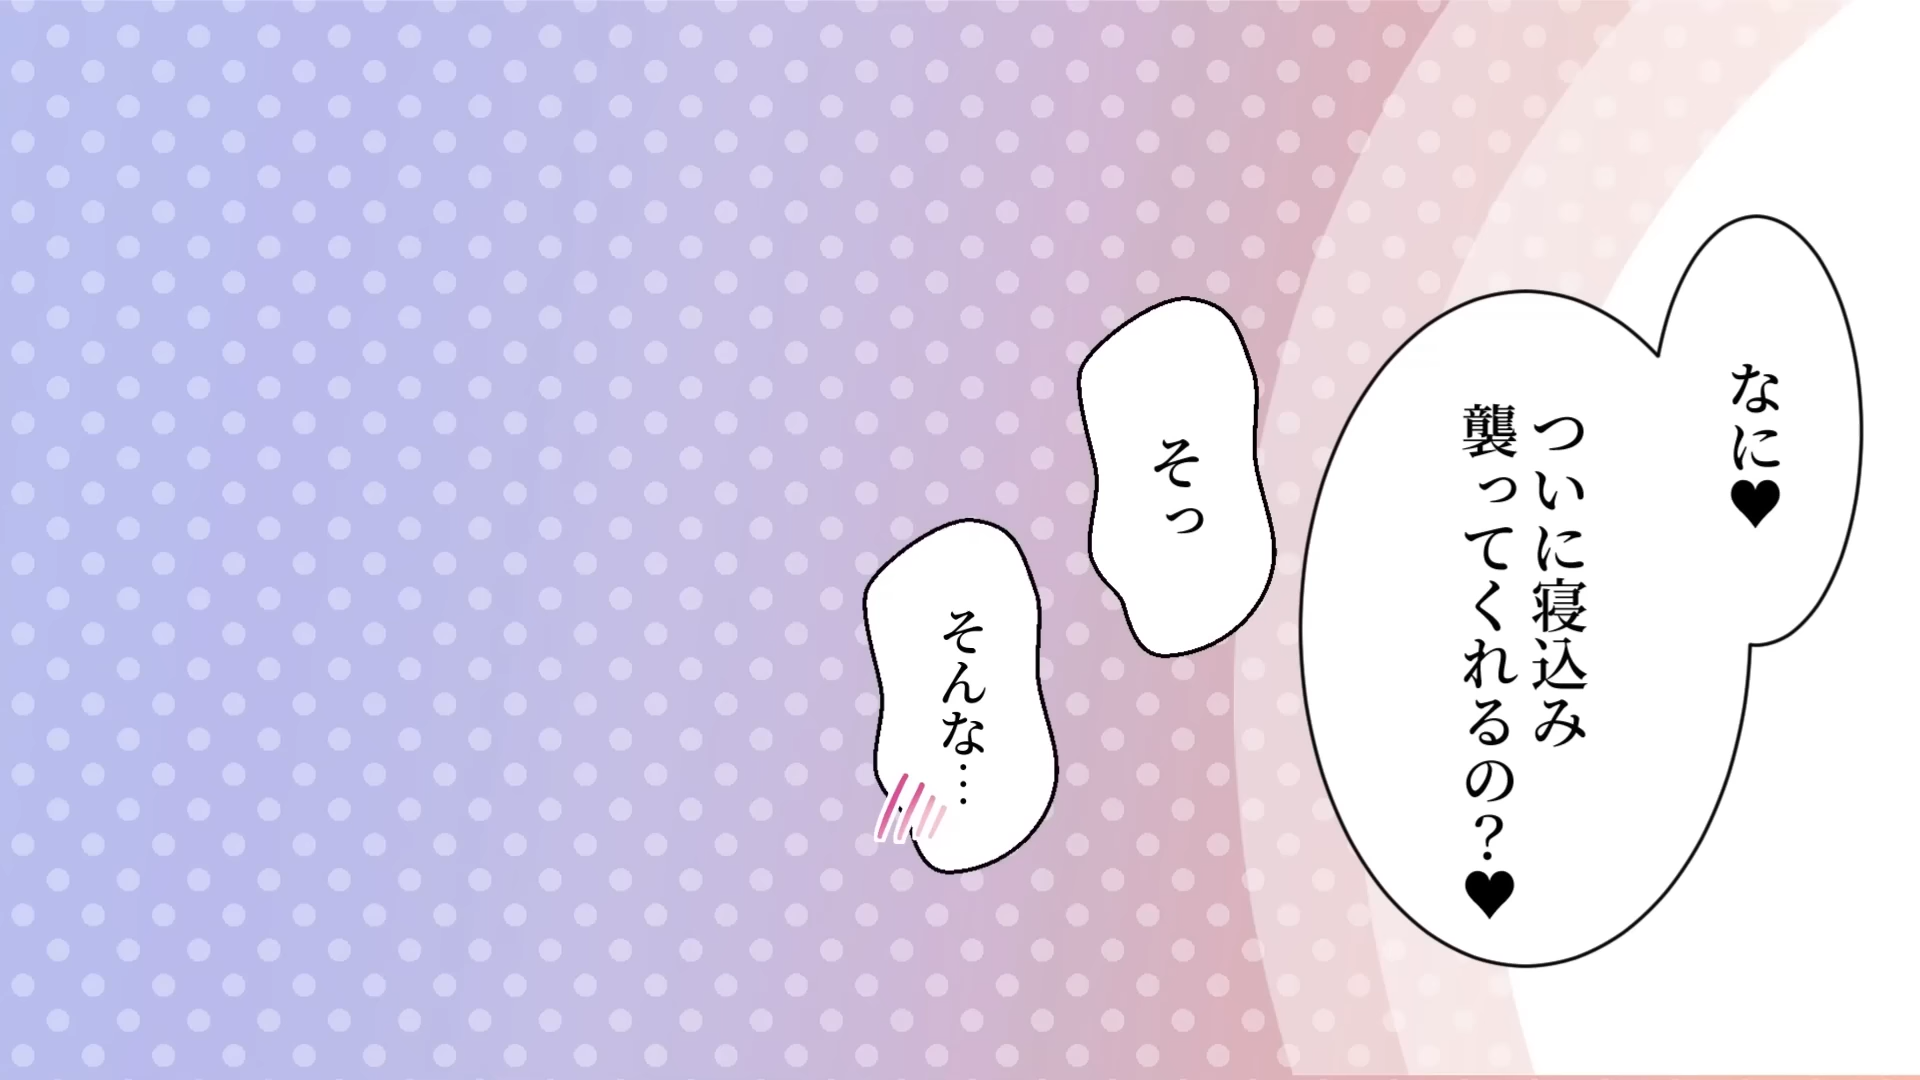 なに♥
ついに寝込み
襲ってくれるの？♥
そっ
そんな…